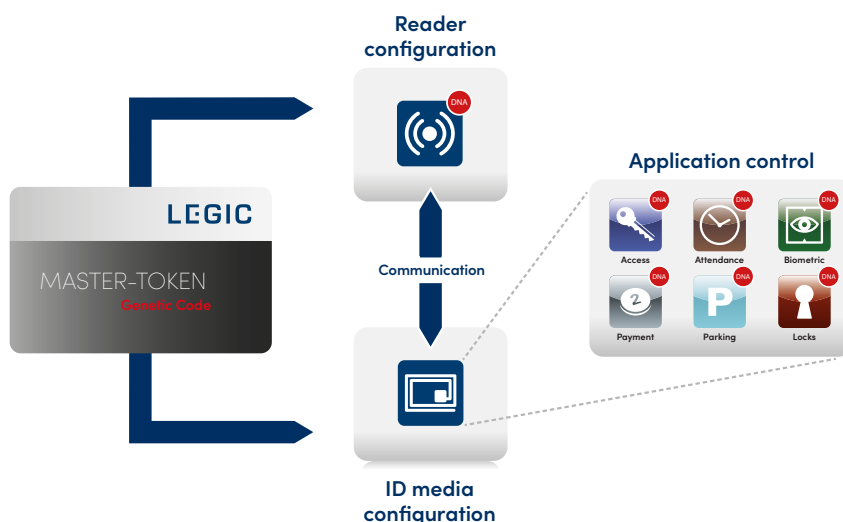 Reader
configuration
DNA
LEGIC
MASTER-TOKEN
Genetic Code
Communication
Application control
DNA DNA DNA
Access Attendance Biometric
DNA DNA DNA
2 P
Payment Parking Locks
ID media
configuration